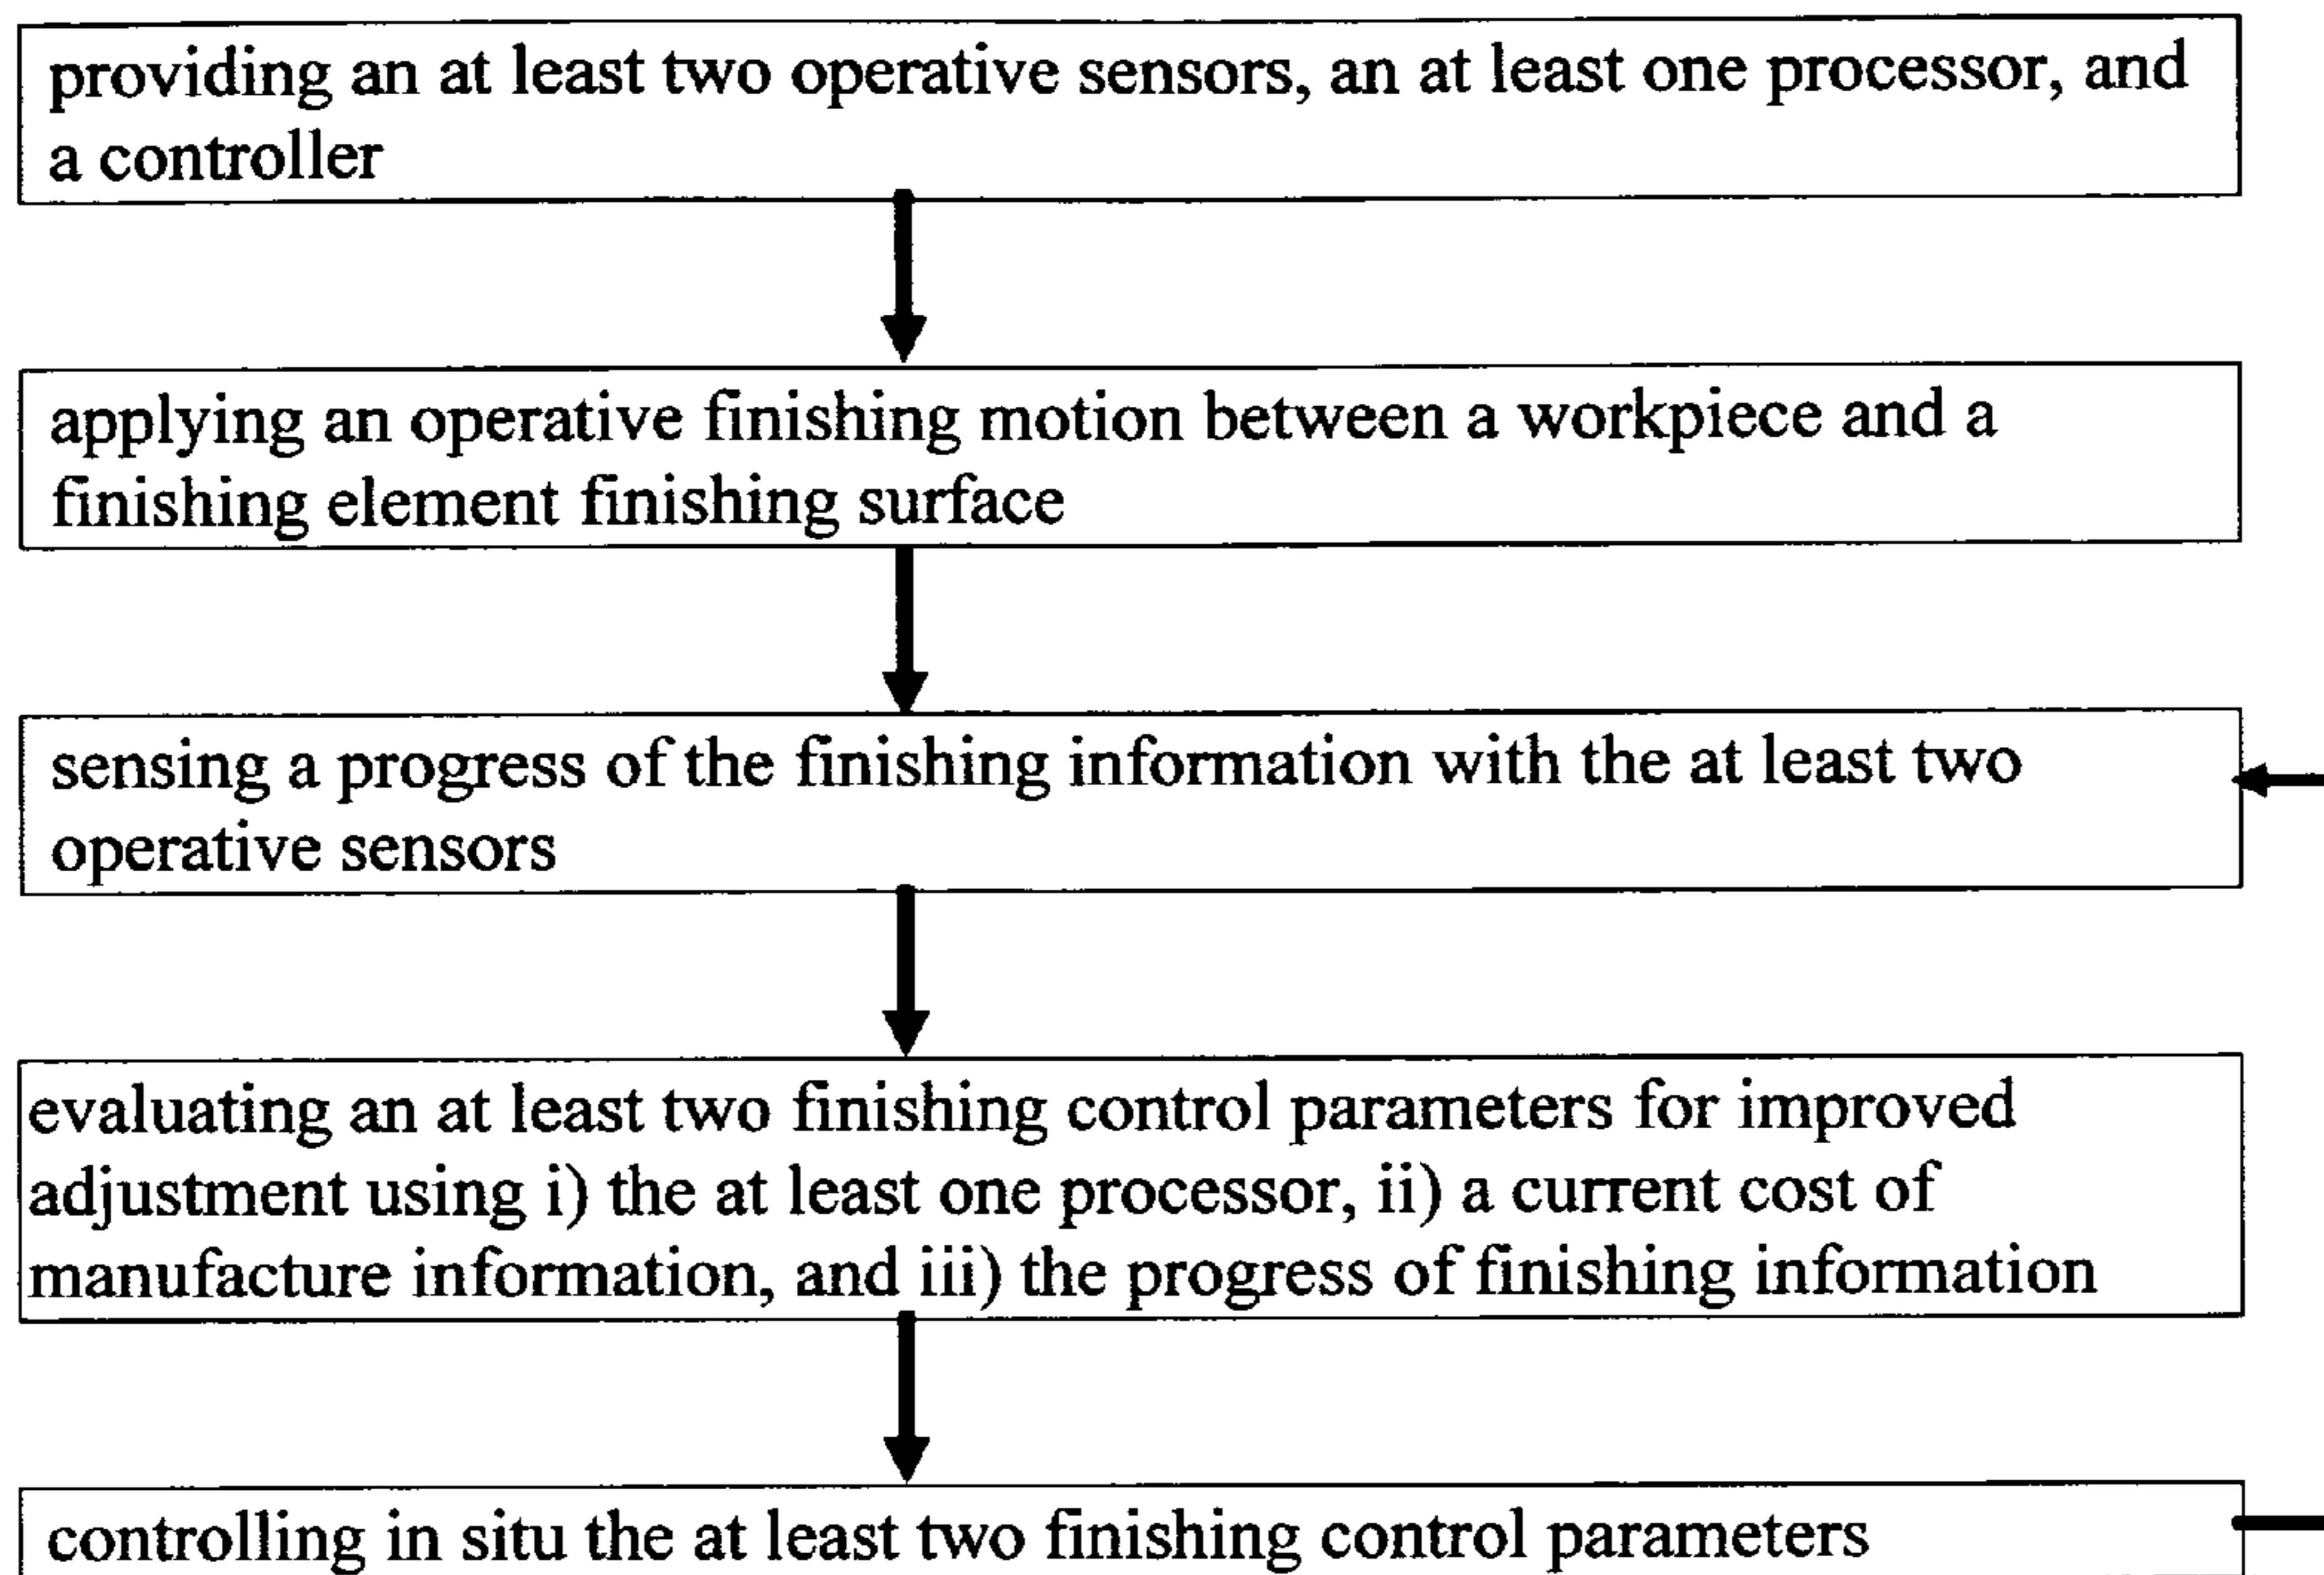 providing an at least two operative sensors, an at least one processor, and
a controller
applying an operative finishing motion between a workpiece and a
finishing element finishing surface
sensing a progress of the finishing information with the at least two
operative sensors
evaluating an at least two finishing control parameters for improved
adjustment using i) the at least one processor, ii) a current cost of
manufacture information, and iii) the progress of finishing information
controlling in situ the at least two finishing control parameters